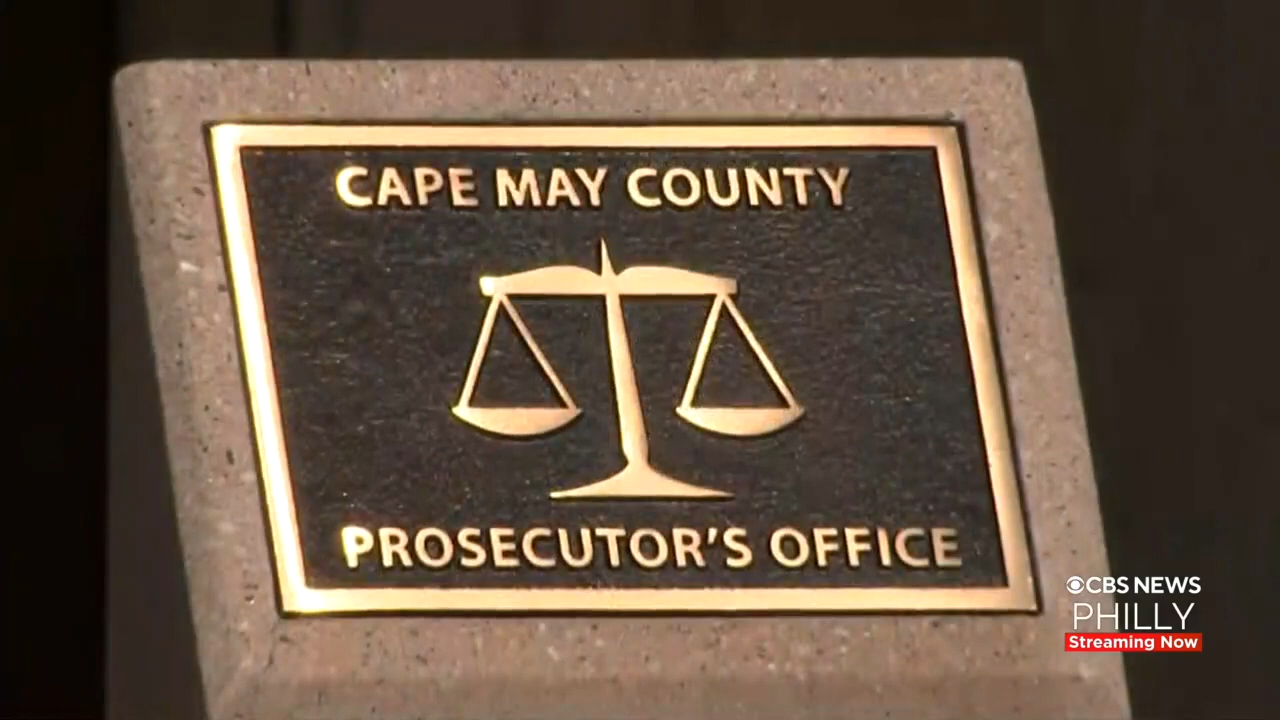 CAPE MAY COUNTY
PROSECUTOR'S OFFICE
CBS NEWS
PHILLY
Streaming Now